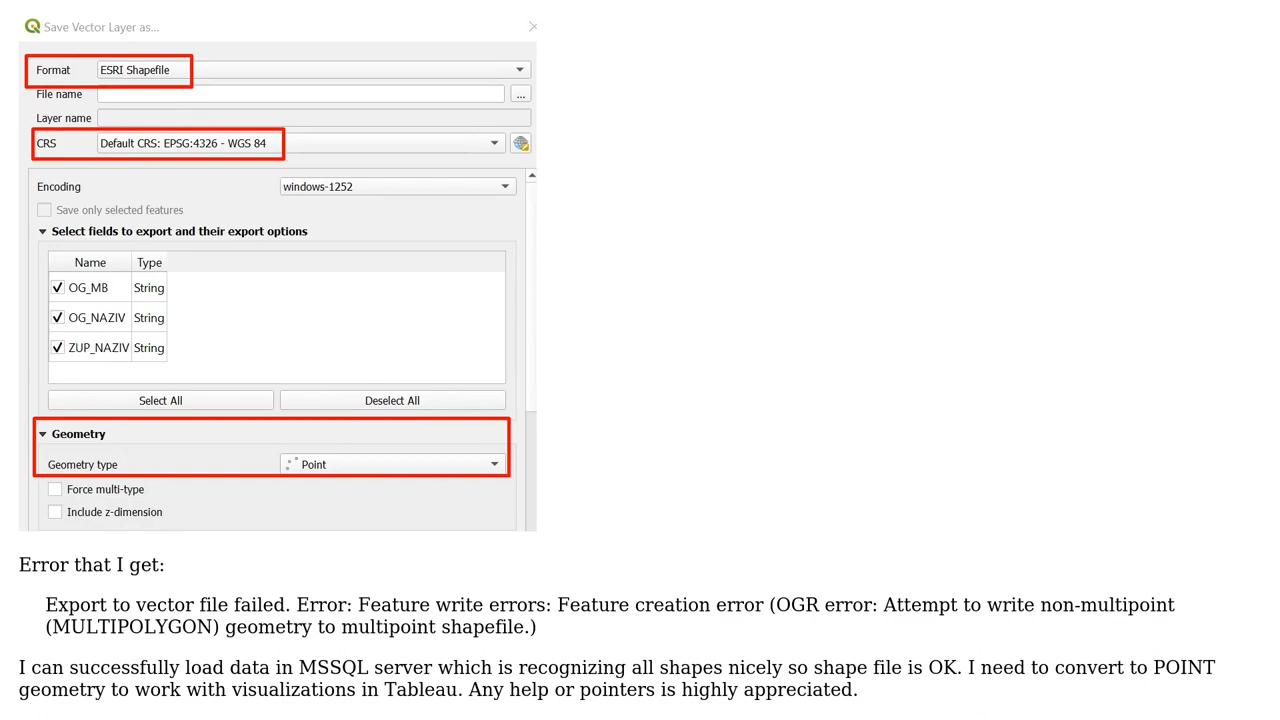 Save Vector Layer as...
Format ESRI Shapefile
File name ...
Layer name
CRS Default CRS: EPSG:4326 - WGS 84
Encoding windows-1252
Save only selected features
Select fields to export and their export options
Name Type
OG_MB String
OG_NAZIV String
ZUP_NAZIV String
Select All Deselect All
Geometry
Geometry type Point
Force multi-type
Include z-dimension
Error that I get:
Export to vector file failed. Error: Feature write errors: Feature creation error (OGR error: Attempt to write non-multipoint
(MULTIPOLYGON) geometry to multipoint shapefile.)
I can successfully load data in MSSQL server which is recognizing all shapes nicely so shape file is OK. I need to convert to POINT
geometry to work with visualizations in Tableau. Any help or pointers is highly appreciated.